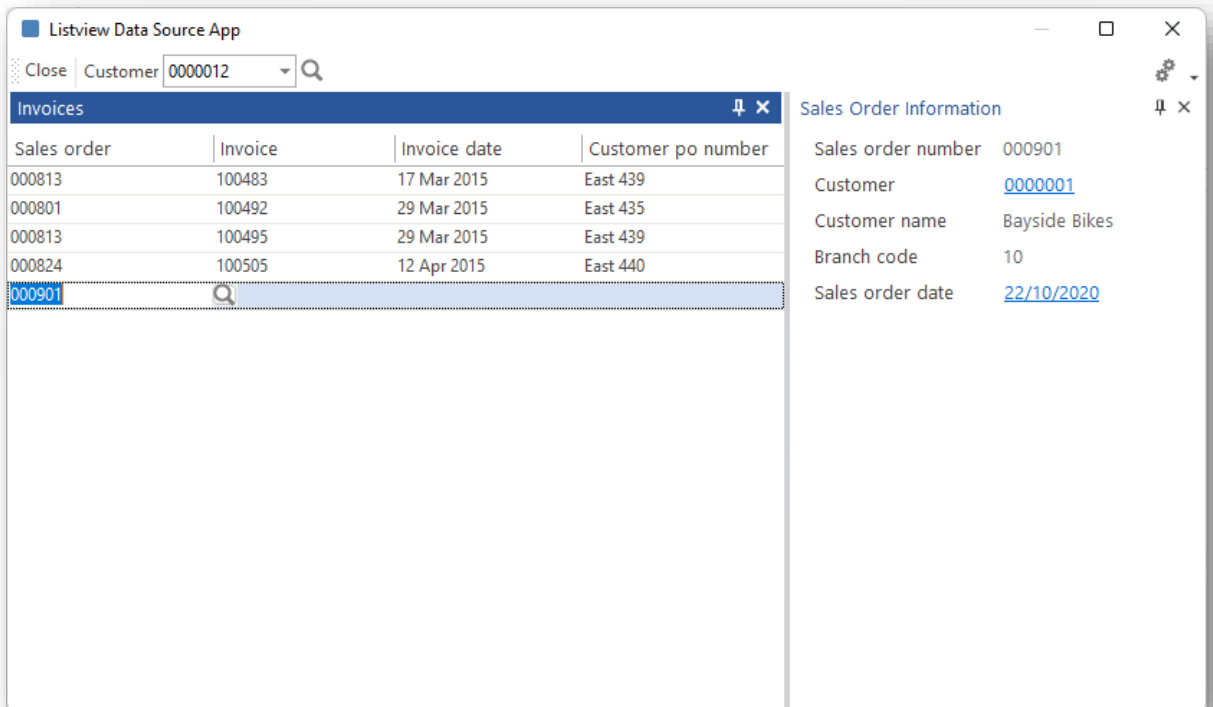 Listview Data Source App
Close Customer 0000012
Invoices
Sales order Invoice Invoice date Customer po number
000813 100483 17 Mar 2015 East 439
000801 100492 29 Mar 2015 East 435
000813 100495 29 Mar 2015 East 439
000824 100505 12 Apr 2015 East 440
000901
Sales Order Information
Sales order number 000901
Customer 0000001
Customer name Bayside Bikes
Branch code 10
Sales order date 22/10/2020